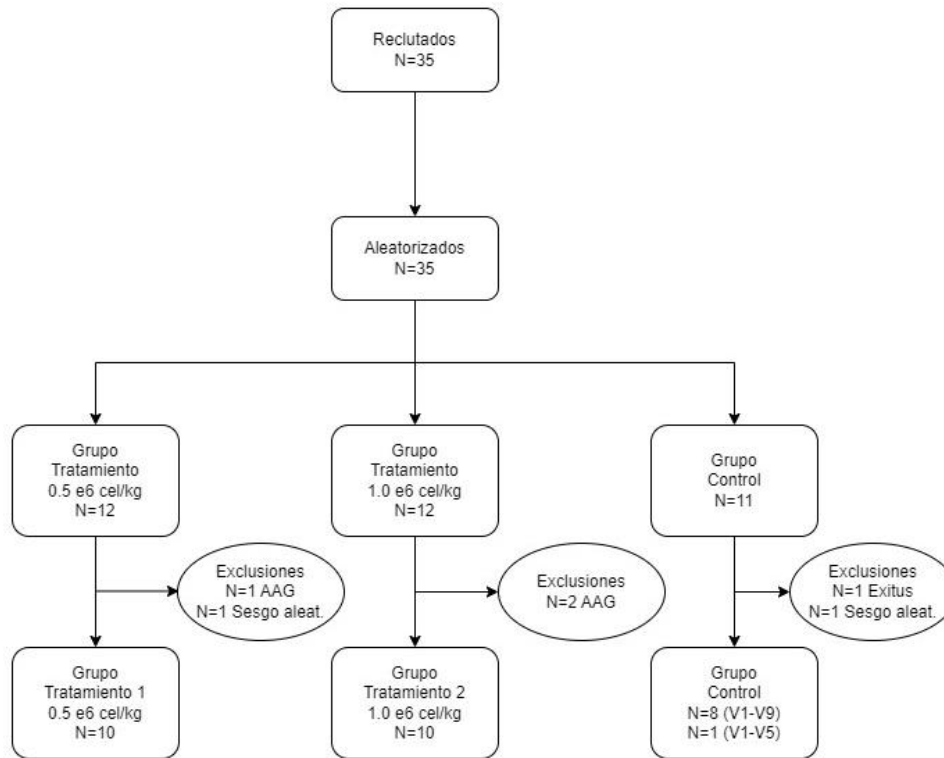 Reclutados
N=35
Aleatorizados
N=35
Grupo
Tratamiento
0.5 e6 cel/kg
N=12
Grupo
Tratamiento
1.0 e6 cel/kg
N=12
Grupo
Control
N=11
Exclusiones
N=1 AAG
N=1 Sesgo aleat.
Exclusiones
N=2 AAG
Exclusiones
N=1 Exitus
N=1 Sesgo aleat.
Grupo
Tratamiento 1
0.5 e6 cel/kg
N=10
Grupo
Tratamiento 2
1.0 e6 cel/kg
N=10
Grupo
Control
N=8 (V1-V9)
N=1 (V1-V5)